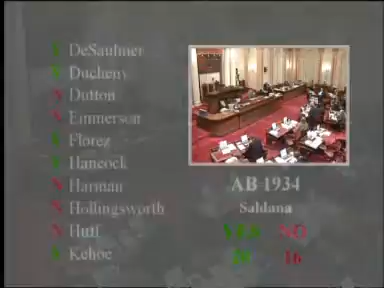 Y DeSaulnier
Y Ducheny
N Dutton
N Emmerson
Y Florez
Y Hancock
N Harman
N Hollingsworth
N Huff
Y Kehoe
AB 1934
Saldana
YES NO
20 16